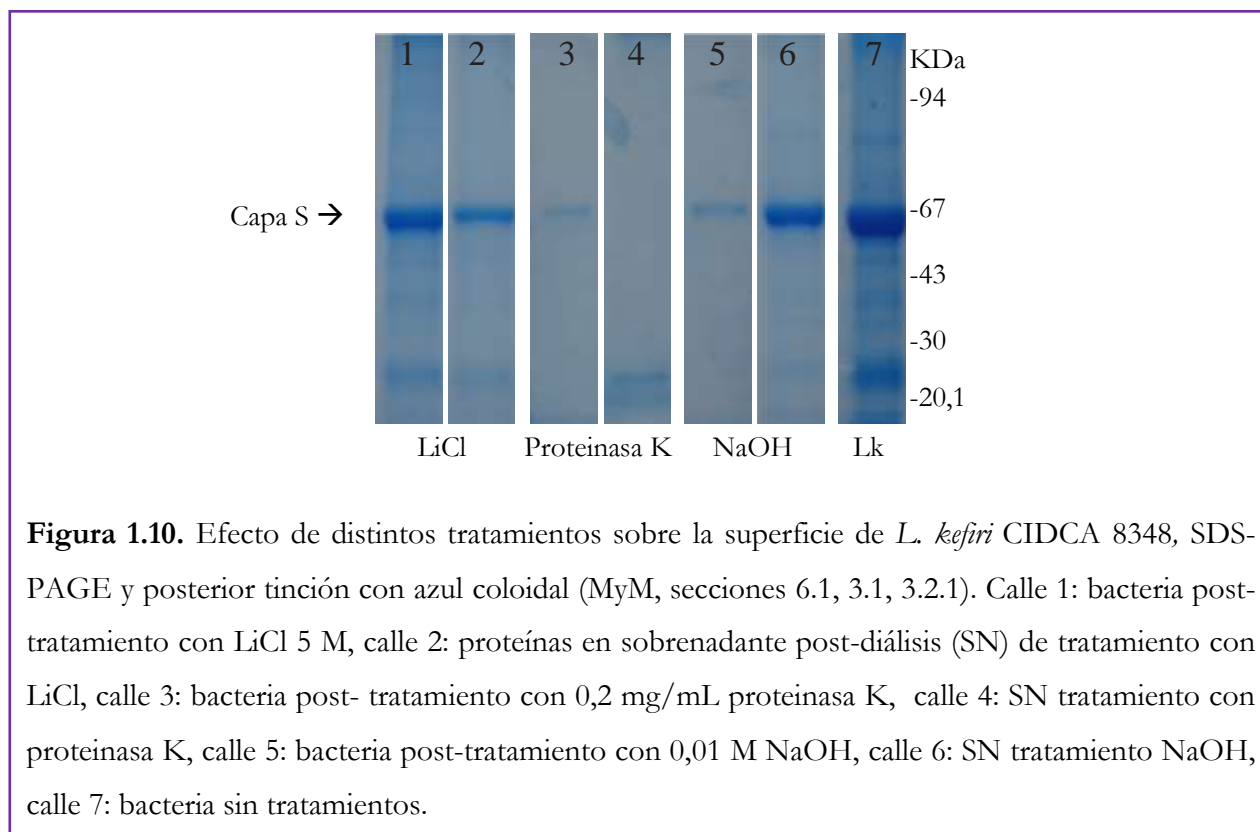 1 2 3 4 5 6 7 KDa
-94
Capa S → -67
-43
-30
-20,1
LiCl Proteinasa K NaOH Lk
Figura 1.10. Efecto de distintos tratamientos sobre la superficie de L. kefiri CIDCA 8348, SDS-
PAGE y posterior tinción con azul coloidal (MyM, secciones 6.1, 3.1, 3.2.1). Calle 1: bacteria post-
tratamiento con LiCl 5 M, calle 2: proteínas en sobrenadante post-diálisis (SN) de tratamiento con
LiCl, calle 3: bacteria post- tratamiento con 0,2 mg/mL proteinasa K, calle 4: SN tratamiento con
proteinasa K, calle 5: bacteria post-tratamiento con 0,01 M NaOH, calle 6: SN tratamiento NaOH,
calle 7: bacteria sin tratamientos.